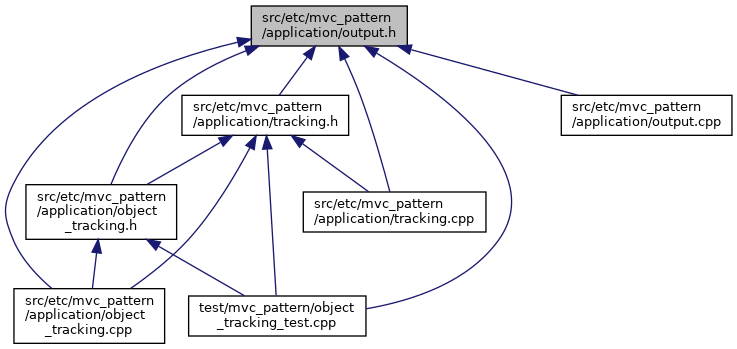 src/etc/mvc_pattern
/application/output.h
src/etc/mvc_pattern
/application/tracking.h
src/etc/mvc_pattern
/application/output.cpp
src/etc/mvc_pattern
/application/object
_tracking.h
src/etc/mvc_pattern
/application/tracking.cpp
src/etc/mvc_pattern
/application/object
_tracking.cpp
test/mvc_pattern/object
_tracking_test.cpp